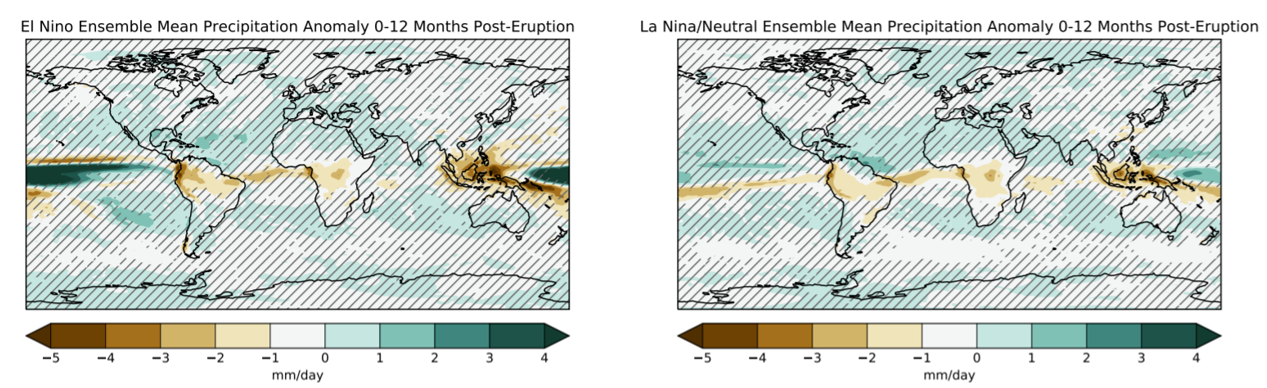 El Nino Ensemble Mean Precipitation Anomaly 0-12 Months Post-Eruption
La Nina/Neutral Ensemble Mean Precipitation Anomaly 0-12 Months Post-Eruption
−5 −4 −3 −2 −1 0 1 2 3 4
mm/day
−5 −4 −3 −2 −1 0 1 2 3 4
mm/day